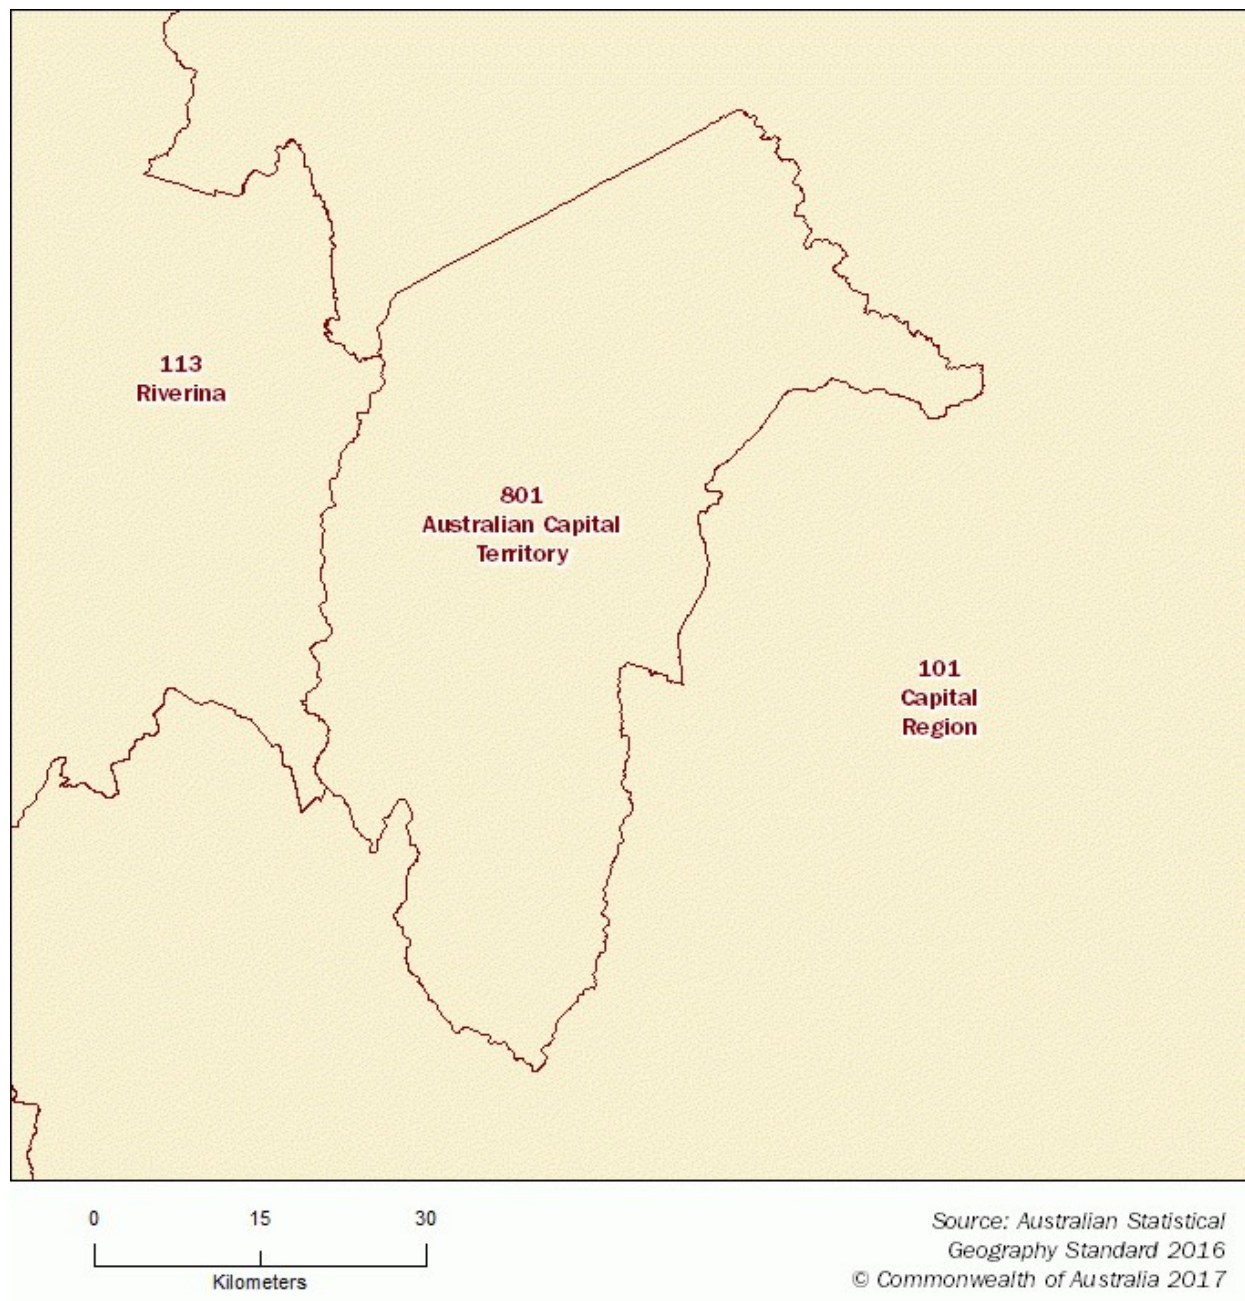 113
Riverina
801
Australian Capital
Territory
101
Capital
Region
0 15 30
Kilometers
Source: Australian Statistical
Geography Standard 2016
© Commonwealth of Australia 2017